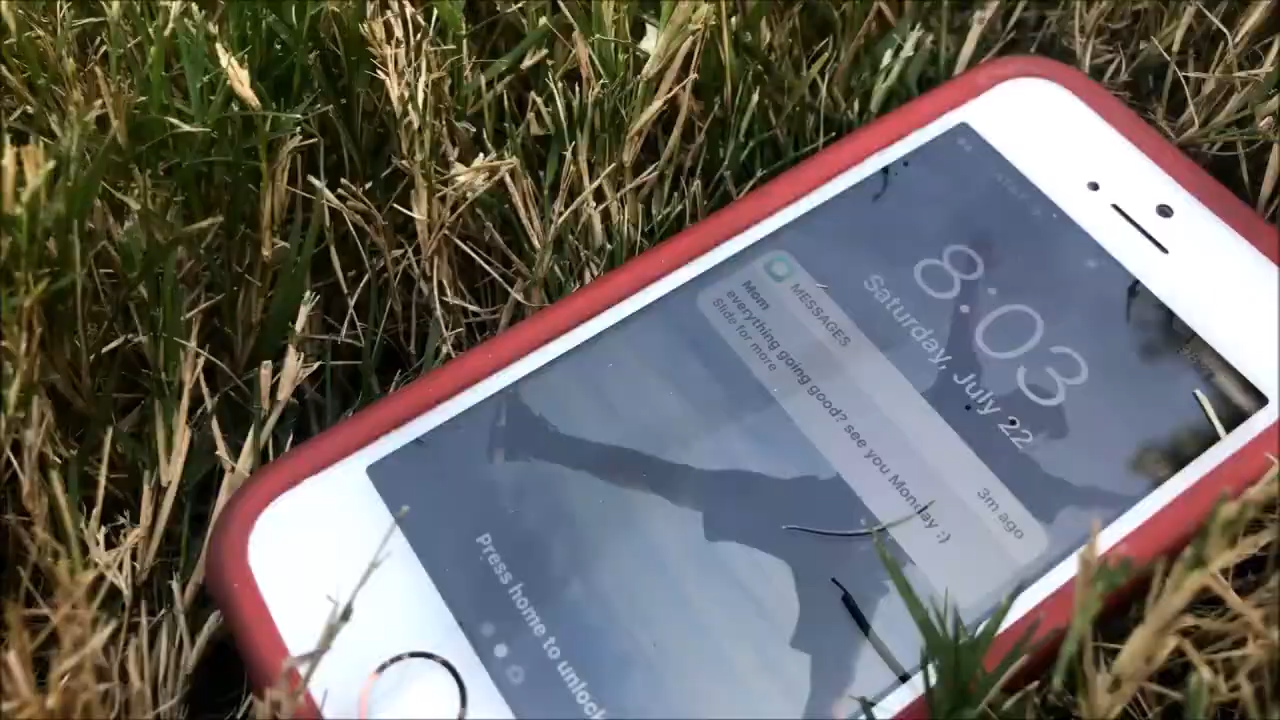 8:03
Saturday, July 22
MESSAGES
3m ago
Mom
everything going good? see you Monday :)
Slide for more
Press home to unlock